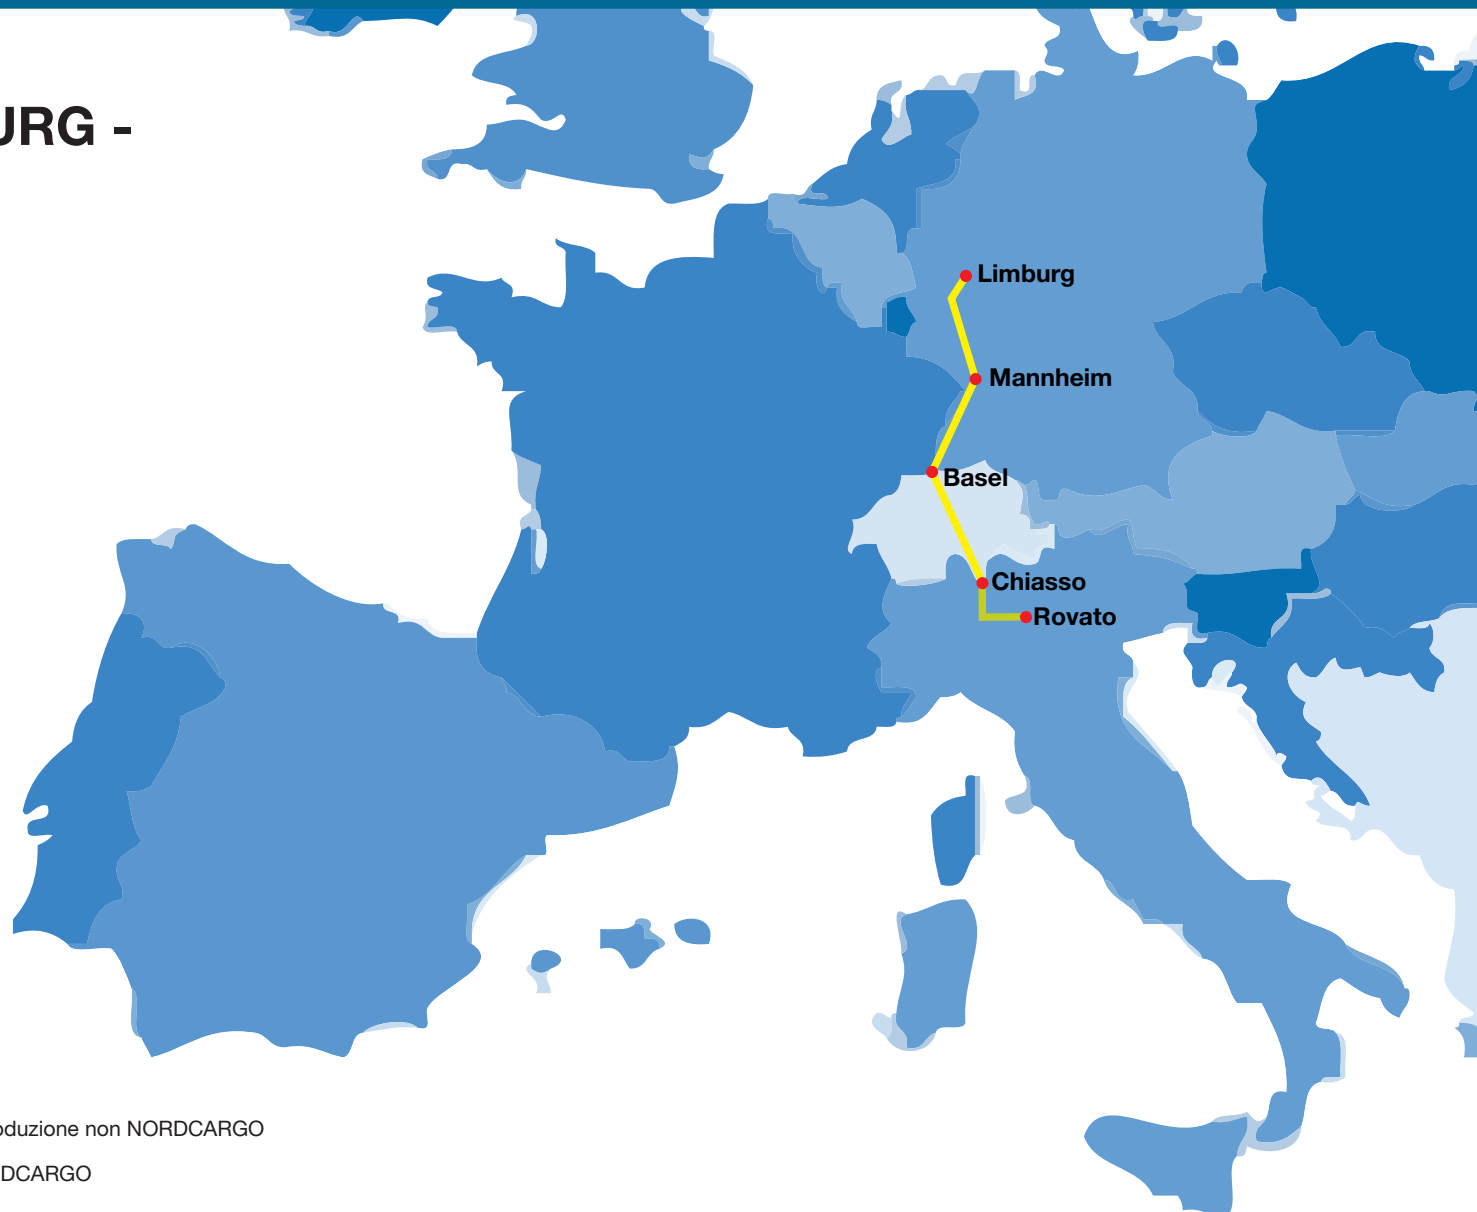 URG -
Limburg
Mannheim
Basel
Chiasso
Rovato
oduzione non NORDCARGO
DCARGO